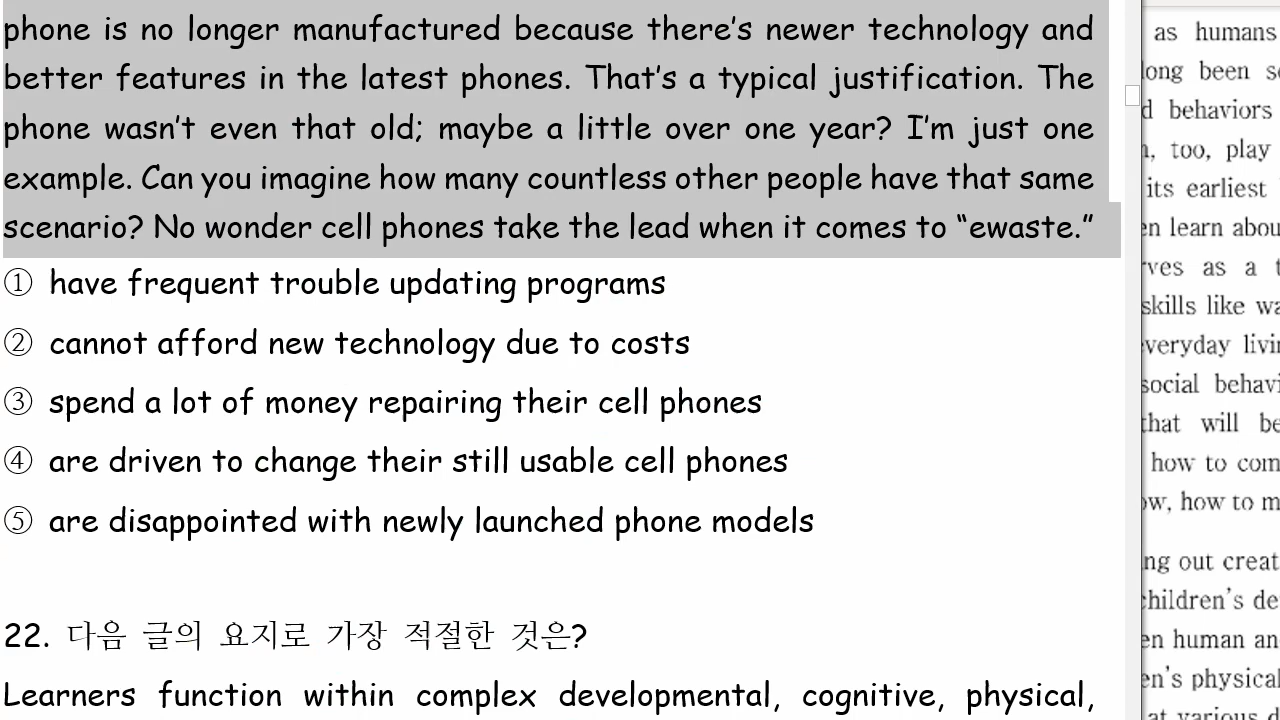 phone is no longer manufactured because there's newer technology and
better features in the latest phones. That's a typical justification. The
phone wasn't even that old; maybe a little over one year? I'm just one
example. Can you imagine how many countless other people have that same
scenario? No wonder cell phones take the lead when it comes to “ewaste.”
① have frequent trouble updating programs
② cannot afford new technology due to costs
③ spend a lot of money repairing their cell phones
④ are driven to change their still usable cell phones
⑤ are disappointed with newly launched phone models
22. 다음 글의 요지로 가장 적절한 것은?
Learners function within complex developmental, cognitive, physical,
as humans
long been
behaviors
too, play
its earliest
learn
as a
skills like
everyday
social
that will be
how to
how to
out
children's
human
physical
at various